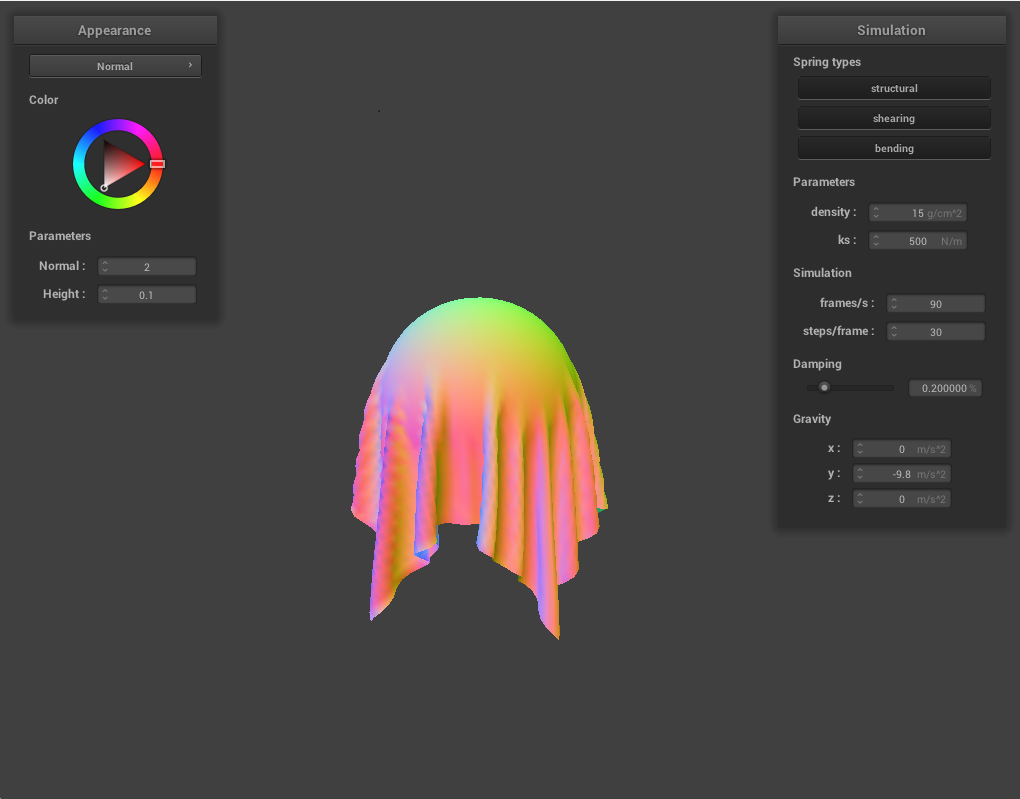 Appearance
Normal
Color
Parameters
Normal : 2
Height : 0.1
Simulation
Spring types
structural
shearing
bending
Parameters
density : 15 g/cm^2
ks : 500 N/m
Simulation
frames/s : 90
steps/frame : 30
Damping
0.200000 %
Gravity
x : 0 m/s^2
y : -9.8 m/s^2
z : 0 m/s^2